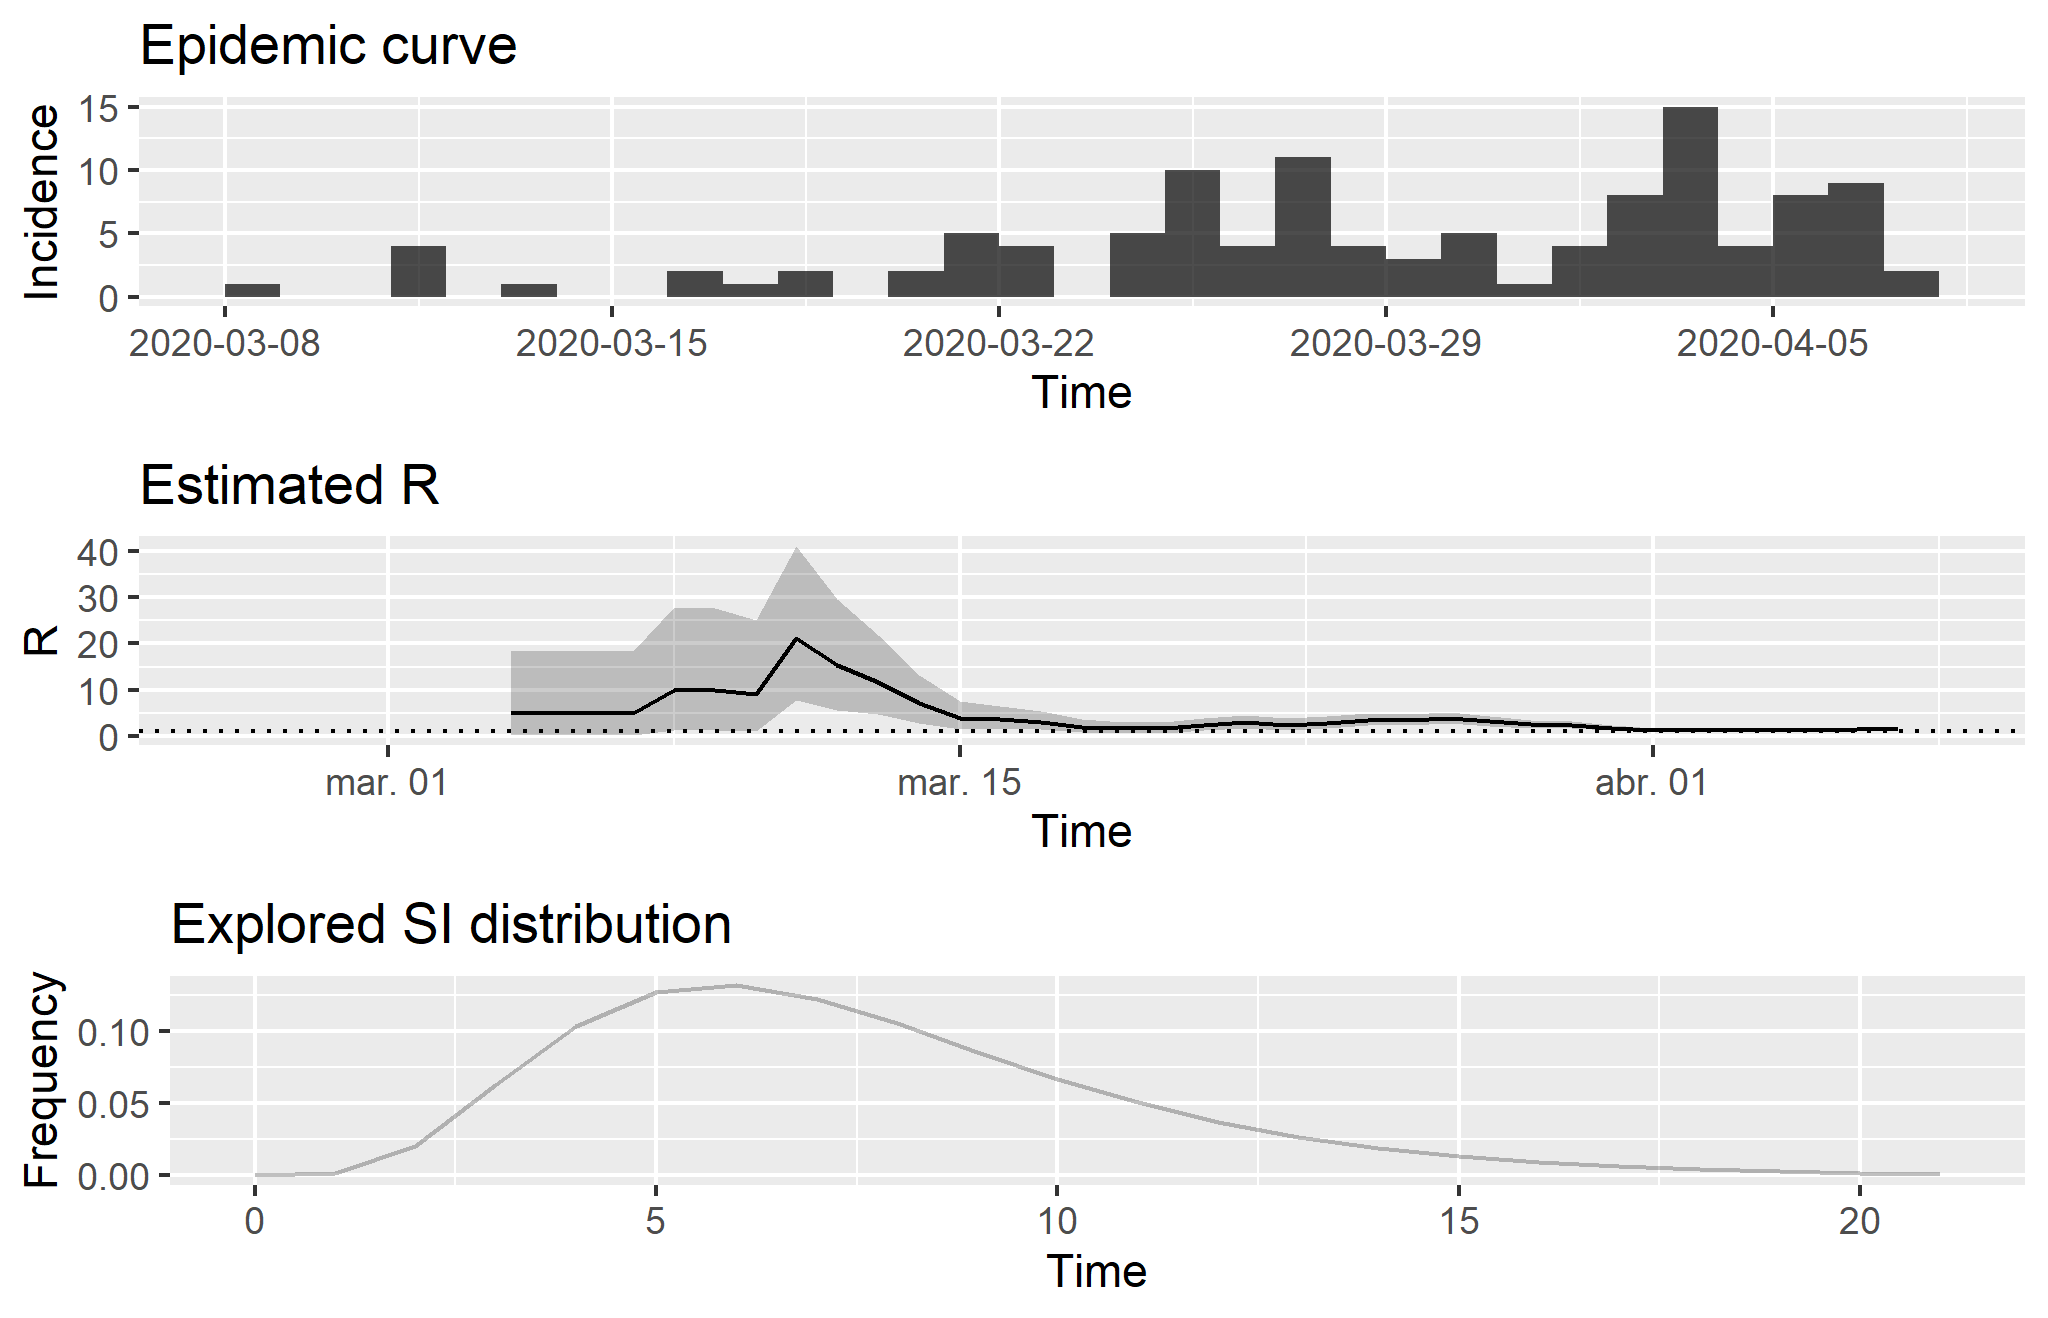 Epidemic curve
Incidence
15
10
5
0
2020-03-08 2020-03-15 2020-03-22 2020-03-29 2020-04-05
Time
Estimated R
R
40
30
20
10
0
mar. 01 mar. 15 abr. 01
Time
Explored SI distribution
Frequency
0.10
0.05
0.00
0 5 10 15 20
Time